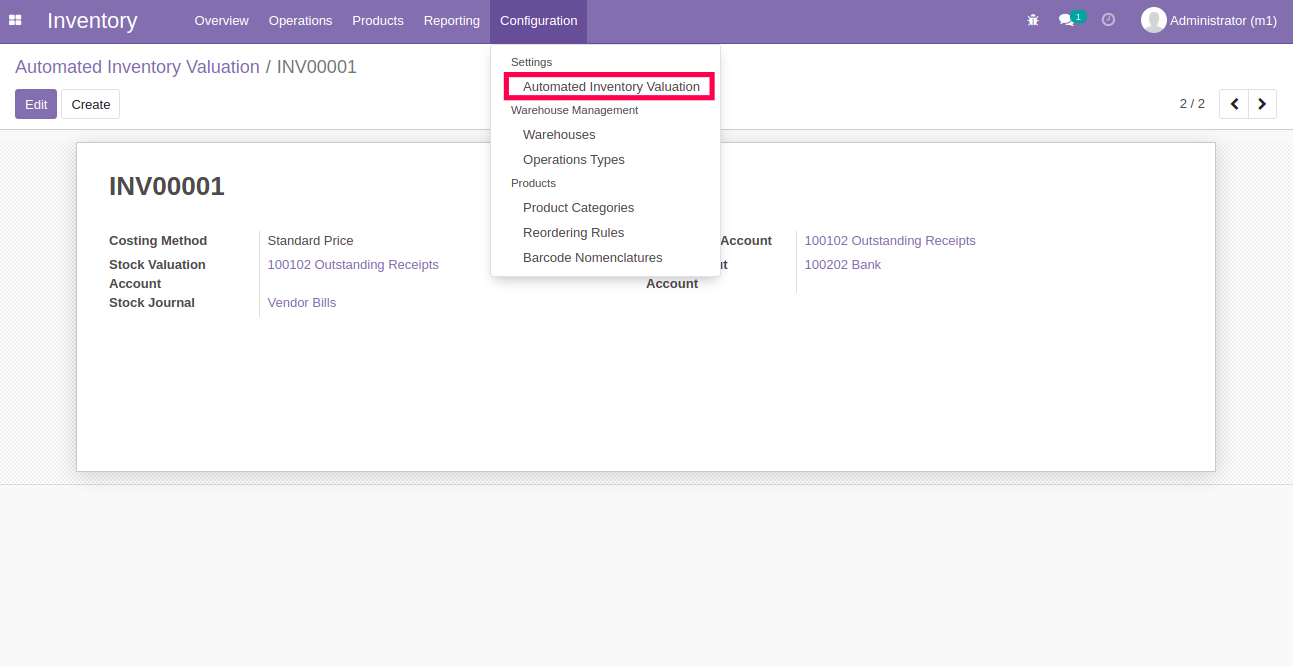 Inventory
Overview Operations Products Reporting Configuration
1 Administrator (m1)
Automated Inventory Valuation / INV00001
Edit Create
2 / 2
Settings
Automated Inventory Valuation
Warehouse Management
Warehouses
Operations Types
Products
Product Categories
Reordering Rules
Barcode Nomenclatures
INV00001
Costing Method Standard Price
Stock Valuation Account 100102 Outstanding Receipts
Stock Journal Vendor Bills
Account 100102 Outstanding Receipts
Account 100202 Bank